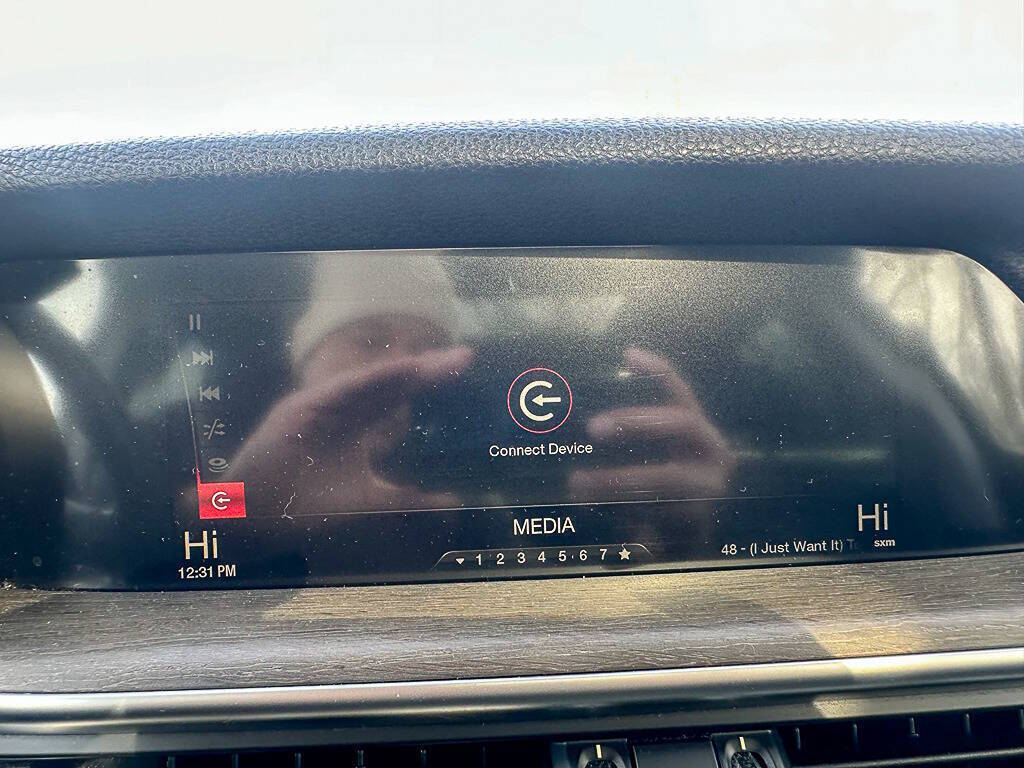 Connect Device
MEDIA
Hi
Hi
1 2 3 4 5 6 7
48 - (I Just Want It)
sxm
12:31 PM